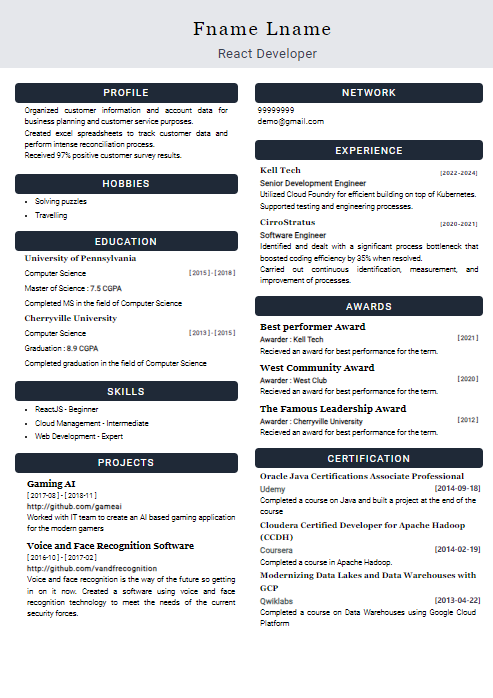 Fname Lname
React Developer
PROFILE
Organized customer information and account data for
business planning and customer service purposes.
Created excel spreadsheets to track customer data and
perform intense reconciliation process.
Received 97% positive customer survey results.
HOBBIES
Solving puzzles
Travelling
EDUCATION
University of Pennsylvania
Computer Science [2015] - [2018]
Master of Science : 7.5 CGPA
Completed MS in the field of Computer Science
Cherryville University
Computer Science [2013] - [2015]
Graduation : 8.9 CGPA
Completed graduation in the field of Computer Science
SKILLS
ReactJS - Beginner
Cloud Management - Intermediate
Web Development - Expert
PROJECTS
Gaming AI
[2017-08] - [2018-11]
http://github.com/gameai
Worked with IT team to create an AI based gaming application
for the modern gamers
Voice and Face Recognition Software
[2016-10] - [2017-02]
http://github.com/vandfrecognition
Voice and face recognition is the way of the future so getting
in on it now. Created a software using voice and face
recognition technology to meet the needs of the current
security forces.
NETWORK
99999999
demo@gmail.com
EXPERIENCE
Kell Tech [2022-2024]
Senior Development Engineer
Utilized Cloud Foundry for efficient building on top of Kubernetes.
Supported testing and engineering processes.
CirroStratus [2020-2021]
Software Engineer
Identified and dealt with a significant process bottleneck that
boosted coding efficiency by 35% when resolved.
Carried out continuous identification, measurement, and
improvement of processes.
AWARDS
Best performer Award
Awarder : Kell Tech [2021]
Recieved an award for best performance for the term.
West Community Award
Awarder : West Club [2020]
Recieved an award for best performance for the term.
The Famous Leadership Award
Awarder : Cherryville University [2012]
Recieved an award for best performance for the term.
CERTIFICATION
Oracle Java Certifications Associate Professional
Udemy [2014-09-18]
Completed a course on Java and built a project at the end of the
course
Cloudera Certified Developer for Apache Hadoop
(CCDH)
Coursera [2014-02-19]
Completed a course in Apache Hadoop.
Modernizing Data Lakes and Data Warehouses with
GCP
Qwiklabs [2013-04-22]
Completed a course on Data Warehouses using Google Cloud
Platform